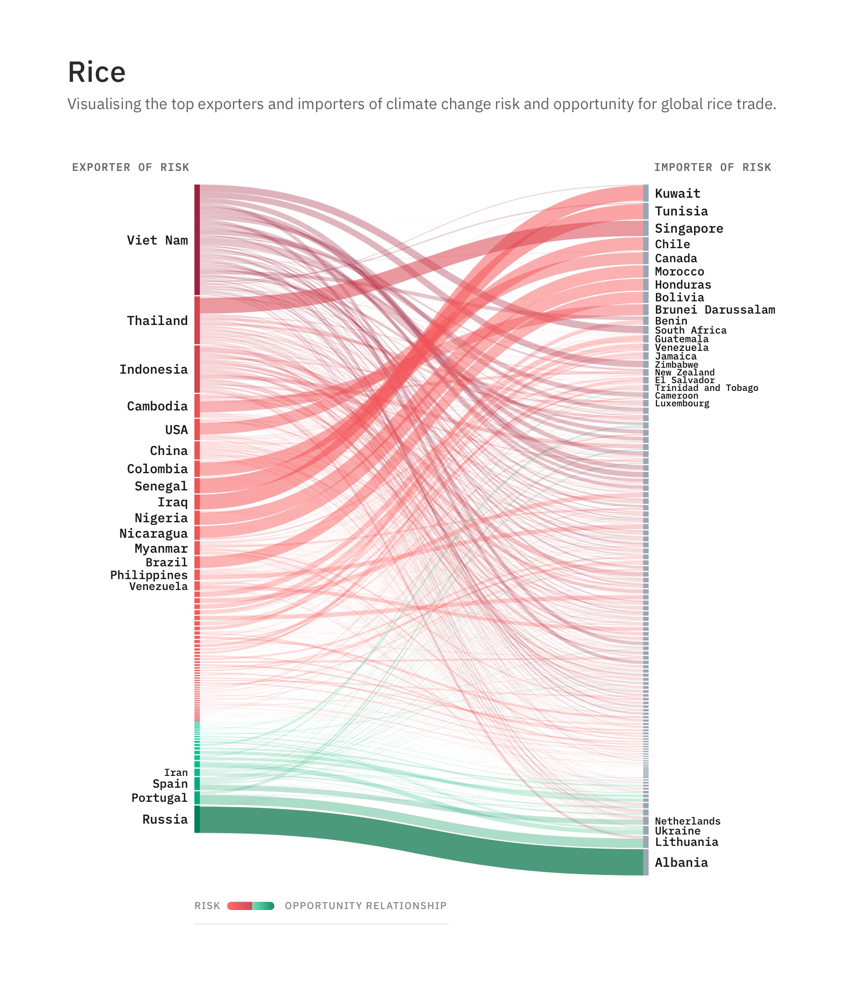 Rice
Visualising the top exporters and importers of climate change risk and opportunity for global rice trade.
EXPORTER OF RISK
IMPORTER OF RISK
Viet Nam
Thailand
Indonesia
Cambodia
USA
China
Colombia
Senegal
Iraq
Nigeria
Nicaragua
Myanmar
Brazil
Philippines
Venezuela
Iran
Spain
Portugal
Russia
Kuwait
Tunisia
Singapore
Chile
Canada
Morocco
Honduras
Bolivia
Brunei Darussalam
Benin
South Africa
Guatemala
Venezuela
Jamaica
Zimbabwe
New Zealand
El Salvador
Trinidad and Tobago
Cameroon
Luxembourg
Netherlands
Ukraine
Lithuania
Albania
RISK OPPORTUNITY RELATIONSHIP